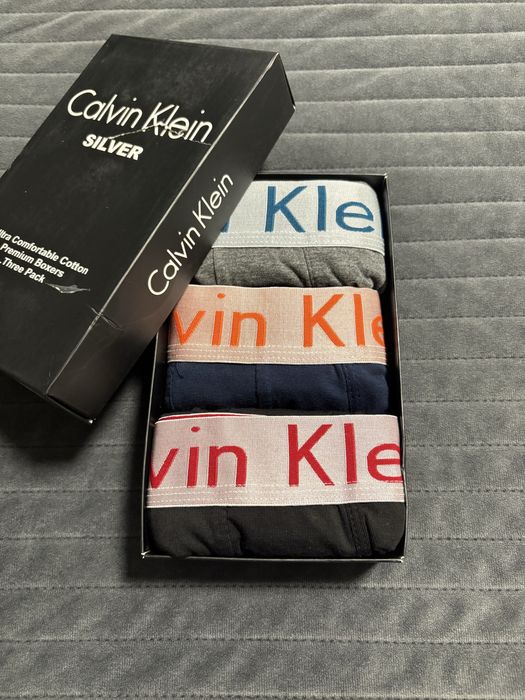 Calvin Klein
SILVER
ltra Comfortable Cotton
Premium Boxers
Three Pack
Calvin Klein
n Kle
vin Kle
vin Kle